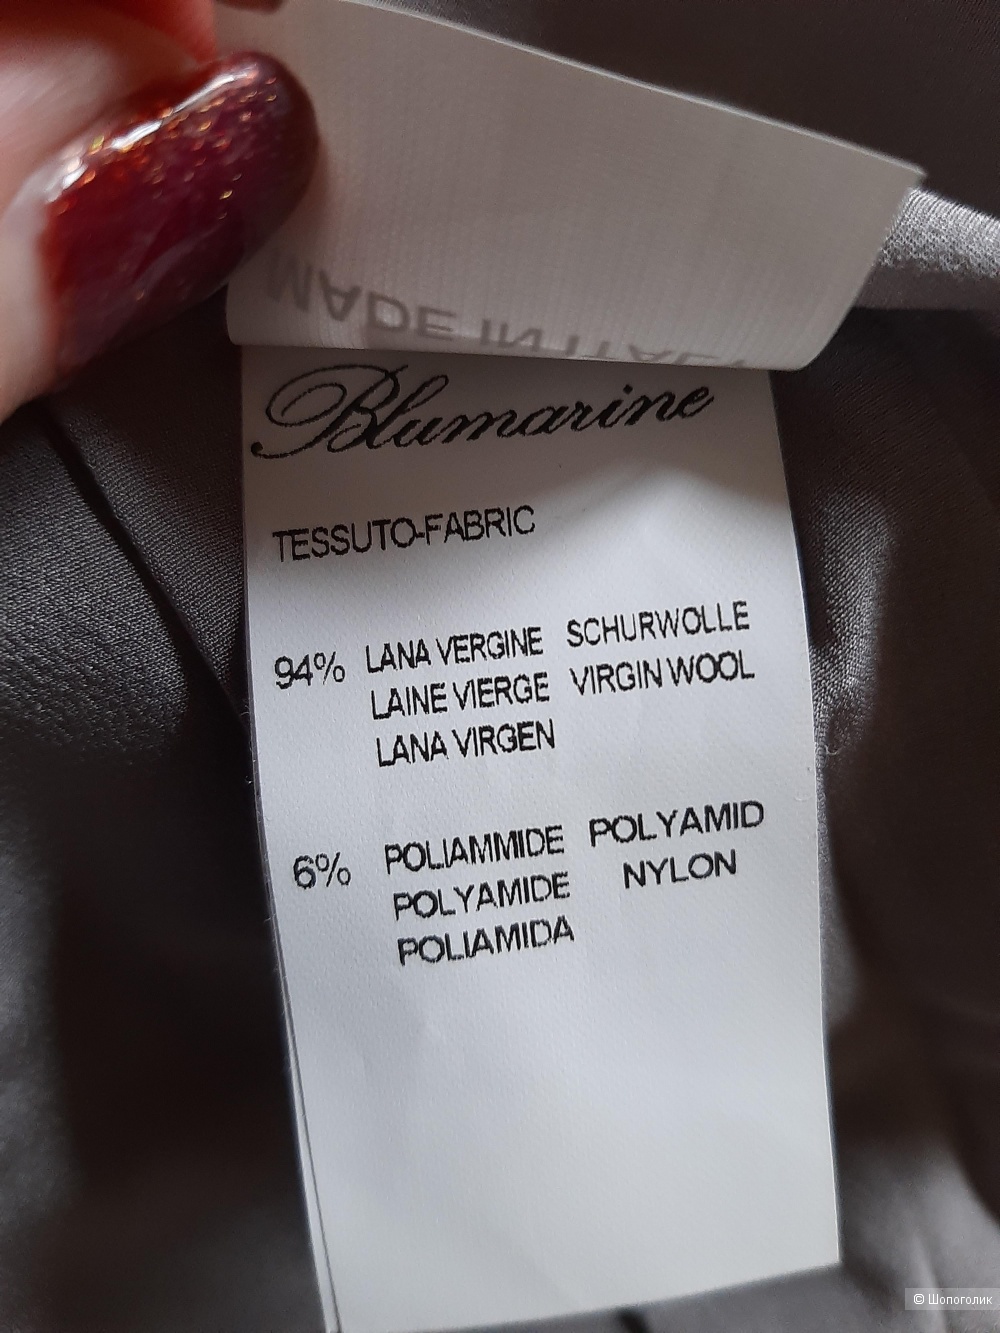 MADE IN ITALY
Blumarine
TESSUTO-FABRIC
94% LANA VERGINE SCHURWOLLE
LAINE VIERGE VIRGIN WOOL
LANA VIRGEN
6% POLIAMMIDE POLYAMID
POLYAMIDE NYLON
POLIAMIDA
© Шопоголик